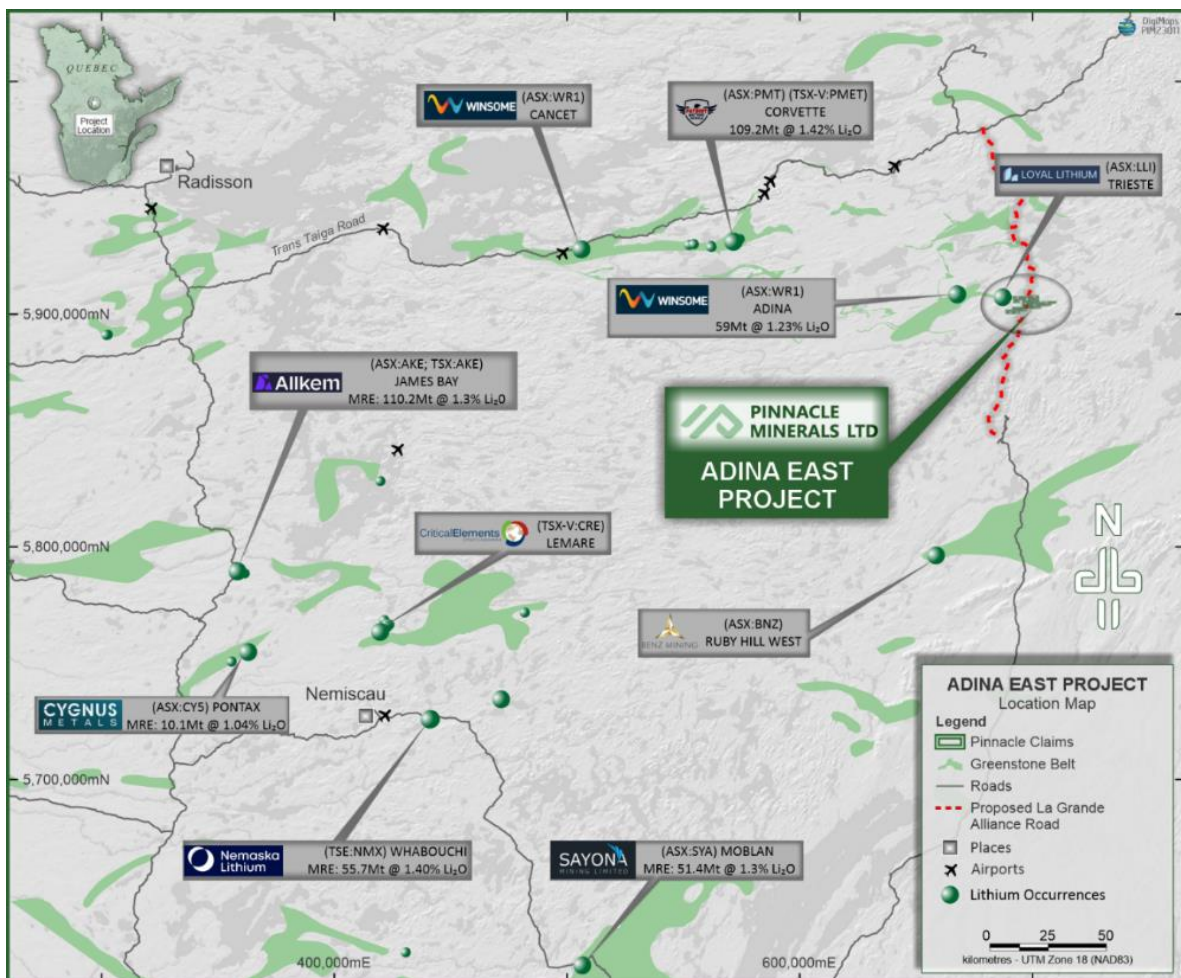 DigiMaps
PIM23011
QUEBEC
Project
Location
Radisson
WINSOME
(ASX:WR1)
CANCET
(ASX:PMT) (TSX-V:PMET)
CORVETTE
109.2Mt @ 1.42% Li₂O
LOYAL LITHIUM
(ASX:LLI)
TRIESTE
Trans Taiga Road
WINSOME
(ASX:WR1)
ADINA
59Mt @ 1.23% Li₂O
5,900,000mN
Allkem
(ASX:AKE; TSX:AKE)
JAMES BAY
MRE: 110.2Mt @ 1.3% Li₂0
PINNACLE
MINERALS LTD
ADINA EAST
PROJECT
CriticalElements
(TSX-V:CRE)
LEMARE
5,800,000mN
N
BENZ MINING
(ASX:BNZ)
RUBY HILL WEST
CYGNUS
METALS
(ASX:CY5) PONTAX
MRE: 10.1Mt @ 1.04% Li₂O
Nemiscau
5,700,000mN
Nemaska
Lithium
(TSE:NMX) WHABOUCHI
MRE: 55.7Mt @ 1.40% Li₂O
SAYONA
MINING LIMITED
(ASX:SYA) MOBLAN
MRE: 51.4Mt @ 1.3% Li₂O
400,000mE
600,000mE
ADINA EAST PROJECT
Location Map
Legend
Pinnacle Claims
Greenstone Belt
Roads
Proposed La Grande
Alliance Road
Places
Airports
Lithium Occurrences
0 25 50
kilometres - UTM Zone 18 (NAD83)